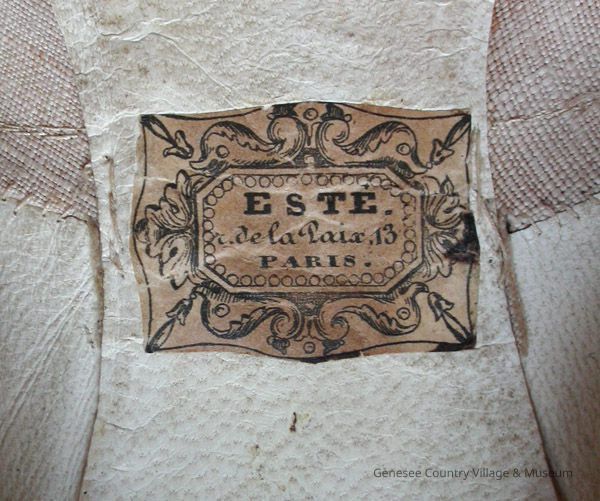 ESTÉ.
r. de la Paix, 13
PARIS.
Genesee Country Village & Museum